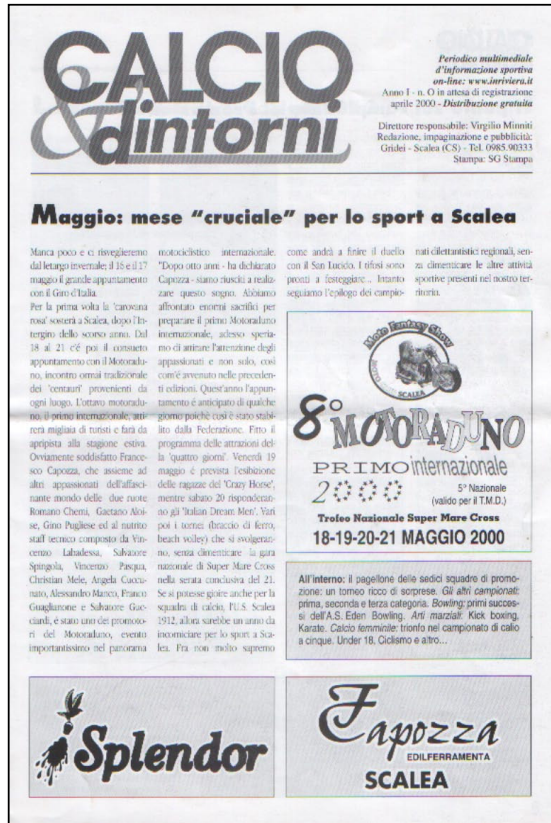 CALCIO
& dintorni
Periodico multimediale
d'informazione sportiva
on-line: www.inriviera.it
Anno I - n. O in attesa di registrazione
aprile 2000 - Distribuzione gratuita
Direttore responsabile: Virgilio Minniti
Redazione, impaginazione e pubblicità:
Gridei - Scalea (CS) - Tel. 0985.90333
Stampa: SG Stampa
Maggio: mese "cruciale" per lo sport a Scalea
Manca poco e ci risveglieremo
dal letargo invernale; il 16 e il 17
maggio il grande appuntamento
con il Giro d'Italia.
Per la prima volta la 'carovana
rosa' sosterà a Scalea, dopo l'In-
tergiro dello scorso anno. Dal
18 al 21 c'é poi il consueto
appuntamento con il Motoradu-
no, incontro ormai tradizionale
dei 'centauri' provenienti da
ogni luogo. L'ottavo motoradu-
no, il primo internazionale, atti-
rerà migliaia di turisti e farà da
apripista alla stagione estiva.
Ovviamente soddisfatto France-
sco Capozza, che assieme ad
altri appassionati dell'affasci-
nante mondo delle due ruote
Romano Chemi, Gaetano Aloi-
se, Gino Pugliese ed al nutrito
staff tecnico composto da Vin-
cenzo Labadessa, Salvatore
Spingola, Vincenzo Pasqua,
Christian Mele, Angela Cuccu-
nato, Alessandro Manco, Franco
Guaglianone e Salvatore Gac-
ciardi, é stato uno dei promoto-
ri del Motoraduno, evento
importantissimo nel panorama
motociclistico internazionale.
"Dopo otto anni - ha dichiarato
Capozza - siamo riusciti a realiz-
zare questo sogno. Abbiamo
affrontato enormi sacrifici per
preparare il primo Motoraduno
internazionale, adesso speria-
mo di attirare l'attenzione degli
appassionati e non solo, così
com'é avvenuto nelle preceden-
ti edizioni. Quest'anno l'appun-
tamento é anticipato di qualche
giorno poiché così é stato stabi-
lito dalla Federazione. Fitto il
programma delle attrazioni del-
la 'quattro giorni'. Venerdì 19
maggio é prevista l'esibizione
delle ragazze del 'Crazy Horse',
mentre sabato 20 risponderan-
no gli 'Italian Dream Men'. Vari
poi i tornei (braccio di ferro,
beach volley) che si svolgeran-
no, senza dimenticare la gara
nazionale di Super Mare Cross
nella serata conclusiva del 21.
Se si potesse gioire anche per la
squadra di calcio, l'U.S. Scalea
1912, allora sarebbe un anno da
incorniciare per lo sport a Sca-
lea. Fra non molto sapremo
come andrà a finire il duello
con il San Lucido. I tifosi sono
pronti a festeggiare... Intanto
seguiamo l'epilogo dei campio-
nati dilettantistici regionali, sen-
za dimenticare le altre attività
sportive presenti nel nostro ter-
ritorio.
Moto Fantasy Show
SCALEA
8° MOTORADUNO
PRIMO internazionale
2000
5° Nazionale
(valido per il T.M.D.)
Trofeo Nazionale Super Mare Cross
18-19-20-21 MAGGIO 2000
All'interno: il pagellone delle sedici squadre di promo-
zione: un torneo ricco di sorprese. Gli altri campionati:
prima, seconda e terza categoria. Bowling: primi succes-
si dell'A.S. Eden Bowling. Arti marziali: Kick boxing,
Karate. Calcio femminile: trionfo nel campionato di calio
a cinque. Under 18. Ciclismo e altro...
Splendor
Capozza
EDILFERRAMENTA
SCALEA